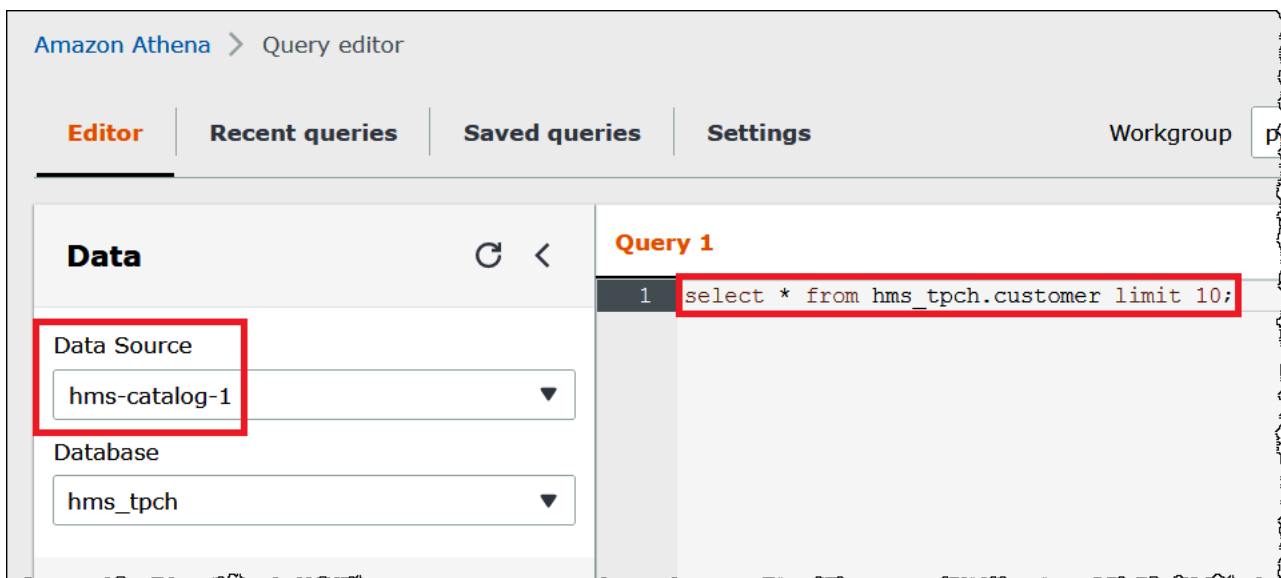 Amazon Athena > Query editor
Editor Recent queries Saved queries Settings Workgroup
Data
Query 1
1 select * from hms_tpch.customer limit 10;
Data Source
hms-catalog-1
Database
hms_tpch